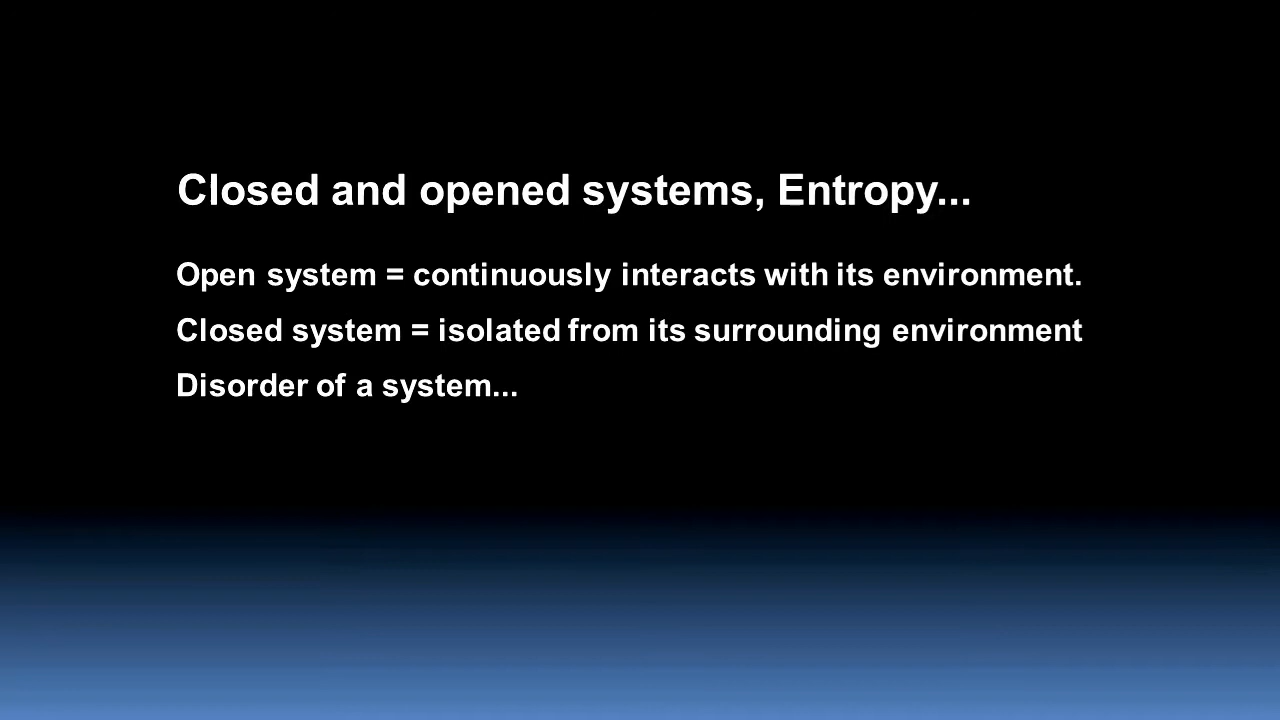 Closed and opened systems, Entropy...
Open system = continuously interacts with its environment.
Closed system = isolated from its surrounding environment
Disorder of a system...